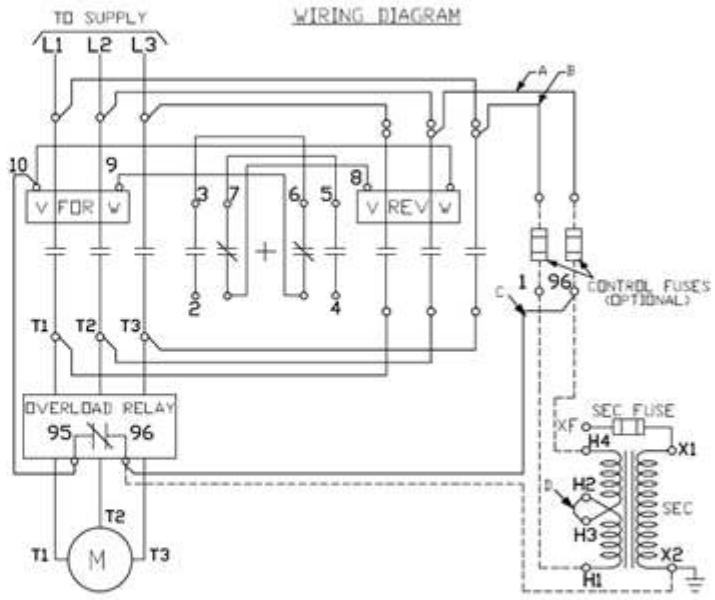 WIRING DIAGRAM
TO SUPPLY
L1 L2 L3
A B
10 9 3 7 6 5 8
V FOR W
V REV W
1 96
CONTROL FUSES
(OPTIONAL)
C
2 4
T1 T2 T3
OVERLOAD RELAY
95 96
XF SEC FUSE
H4 X1
D H2
SEC
H3
T2
T1 M T3
H1 X2